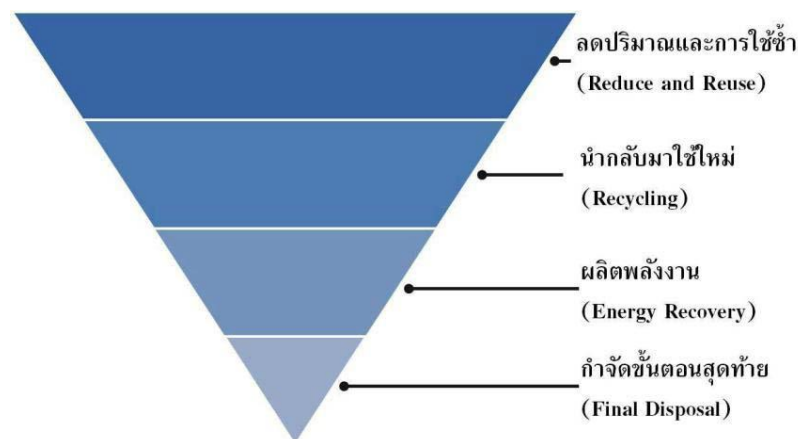 ลดปริมาณและการใช้ซ้ำ
(Reduce and Reuse)
นำกลับมาใช้ใหม่
(Recycling)
ผลิตพลังงาน
(Energy Recovery)
กำจัดขั้นตอนสุดท้าย
(Final Disposal)